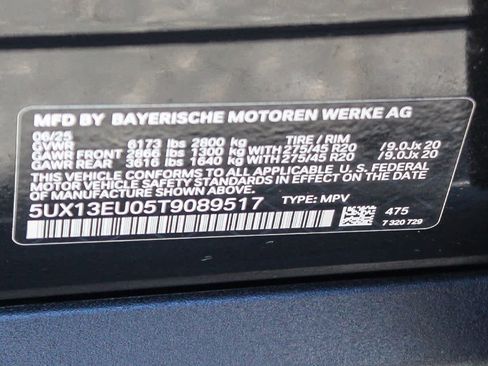 MFD BY BAYERISCHE MOTOREN WERKE AG
06/25 TIRE / RIM
GVWR 6173 lbs 2800 kg
GAWR FRONT 2866 lbs 1300 kg WITH 275/45 R20 / 9.0Jx 20
GAWR REAR 3616 lbs 1640 kg WITH 275/45 R20 / 9.0Jx 20
THIS VEHICLE CONFORMS TO ALL APPLICABLE U.S. FEDERAL
MOTOR VEHICLE SAFETY STANDARDS IN EFFECT ON THE DATE
OF MANUFACTURE SHOWN ABOVE.
5UX13EU05T9089517 TYPE: MPV
475
7 320 729